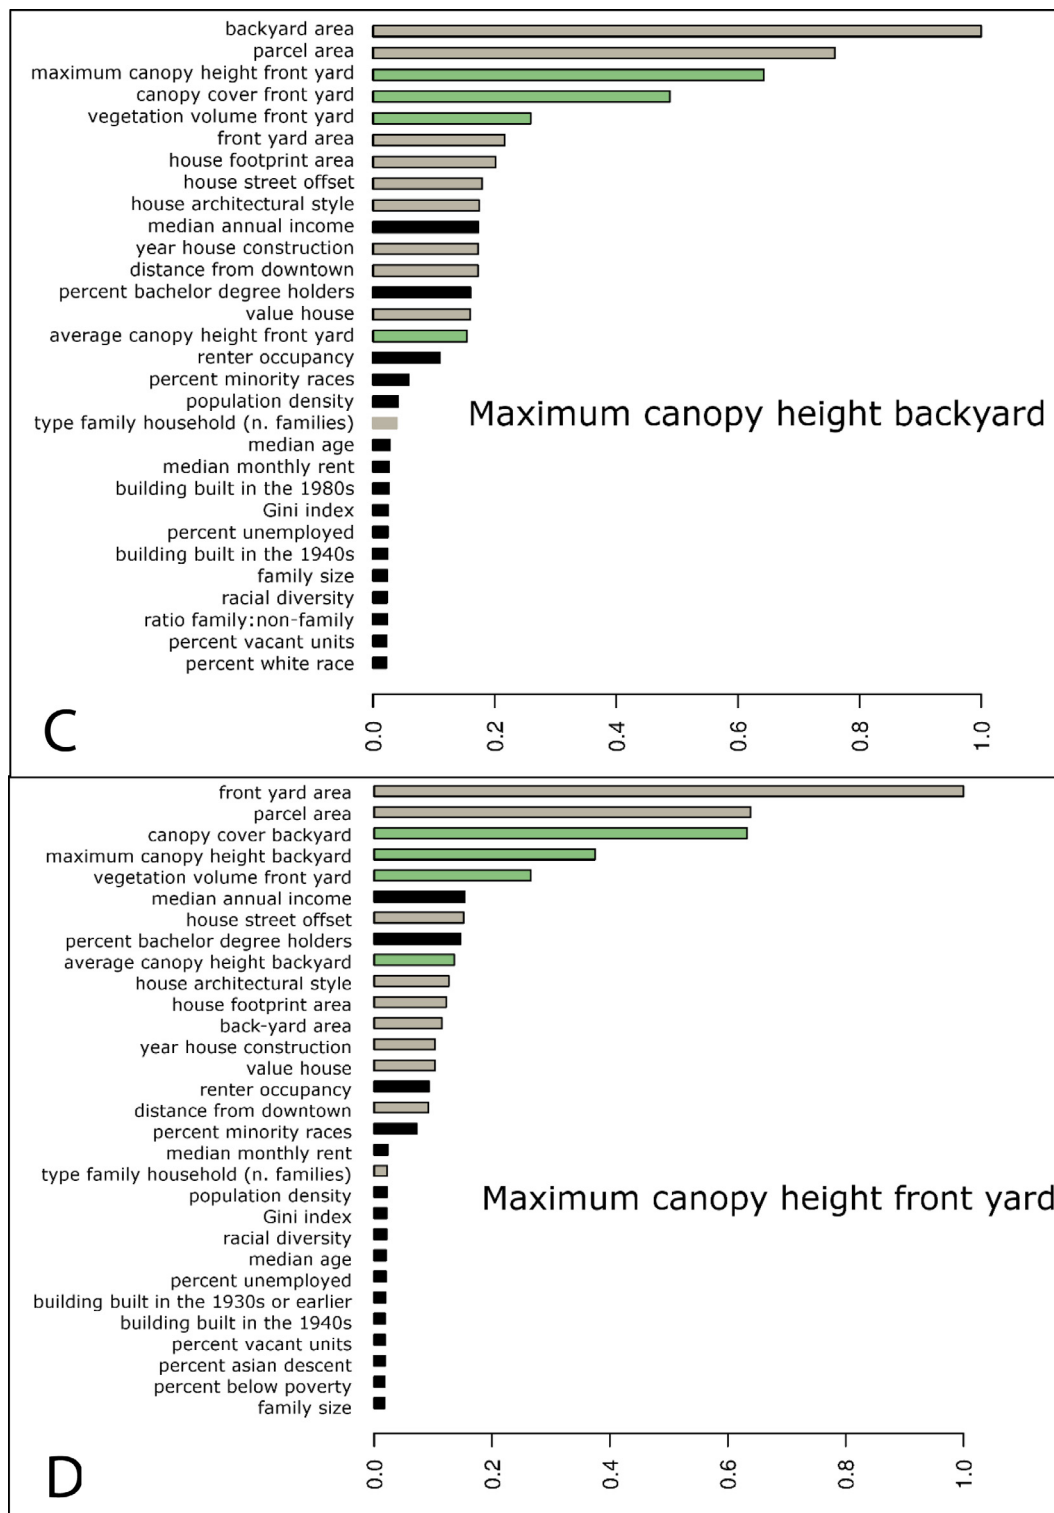 backyard area
parcel area
maximum canopy height front yard
canopy cover front yard
vegetation volume front yard
front yard area
house footprint area
house street offset
house architectural style
median annual income
year house construction
distance from downtown
percent bachelor degree holders
value house
average canopy height front yard
renter occupancy
percent minority races
population density
Maximum canopy height backyard
type family household (n. families)
median age
median monthly rent
building built in the 1980s
Gini index
percent unemployed
building built in the 1940s
family size
racial diversity
ratio family:non-family
percent vacant units
percent white race
C
0.0 0.2 0.4 0.6 0.8 1.0
front yard area
parcel area
canopy cover backyard
maximum canopy height backyard
vegetation volume front yard
median annual income
house street offset
percent bachelor degree holders
average canopy height backyard
house architectural style
house footprint area
back-yard area
year house construction
value house
renter occupancy
distance from downtown
percent minority races
median monthly rent
type family household (n. families)
population density
Maximum canopy height front yard
Gini index
racial diversity
median age
percent unemployed
building built in the 1930s or earlier
building built in the 1940s
percent vacant units
percent asian descent
percent below poverty
family size
D
0.0 0.2 0.4 0.6 0.8 1.0